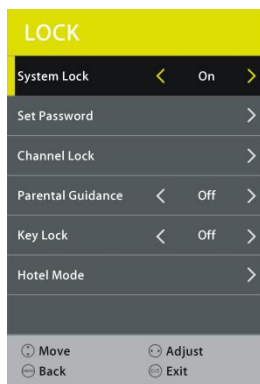 LOCK
System Lock < On >
Set Password >
Channel Lock >
Parental Guidance < Off >
Key Lock < Off >
Hotel Mode >
Move Adjust
Back Exit